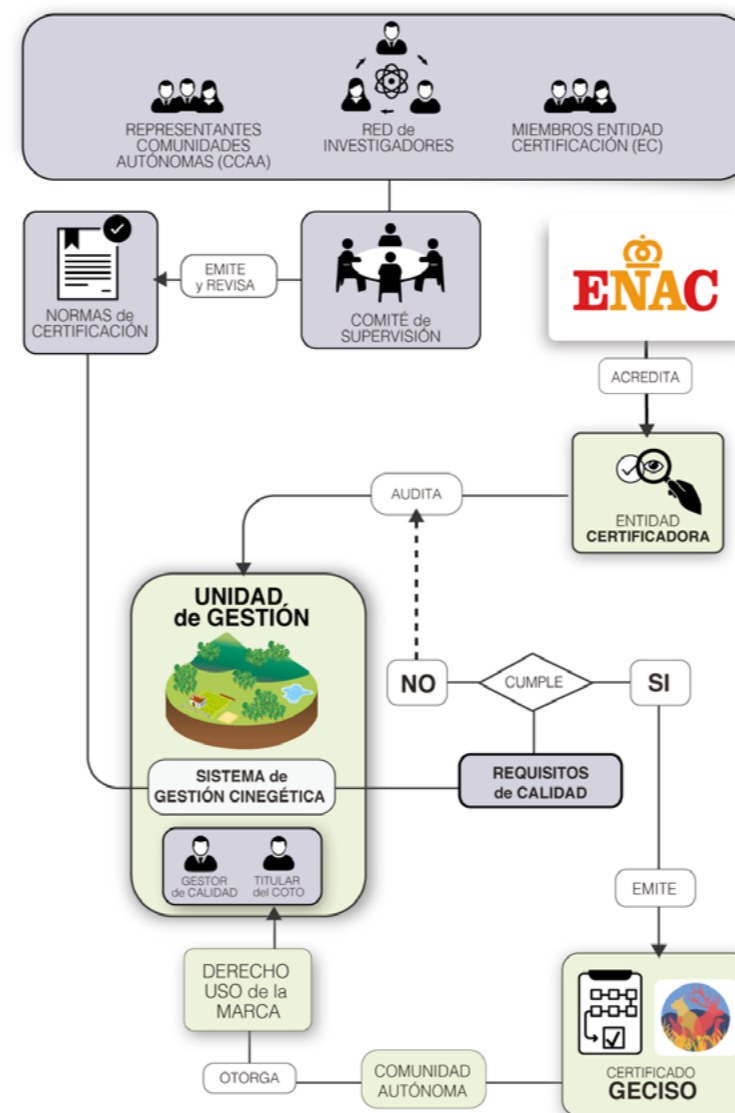 REPRESENTANTES
COMUNIDADES
AUTÓNOMAS (CCAA)
RED de
INVESTIGADORES
MIEMBROS ENTIDAD
CERTIFICACIÓN (EC)
NORMAS de
CERTIFICACIÓN
EMITE
y REVISA
COMITÉ de
SUPERVISIÓN
ENAC
ACREDITA
ENTIDAD
CERTIFICADORA
AUDITA
UNIDAD
de GESTIÓN
NO
CUMPLE
SI
SISTEMA de
GESTIÓN CINEGÉTICA
REQUISITOS
de CALIDAD
GESTOR
de CALIDAD
TITULAR
del COTO
EMITE
DERECHO
USO de la
MARCA
OTORGA
COMUNIDAD
AUTÓNOMA
CERTIFICADO
GECISO